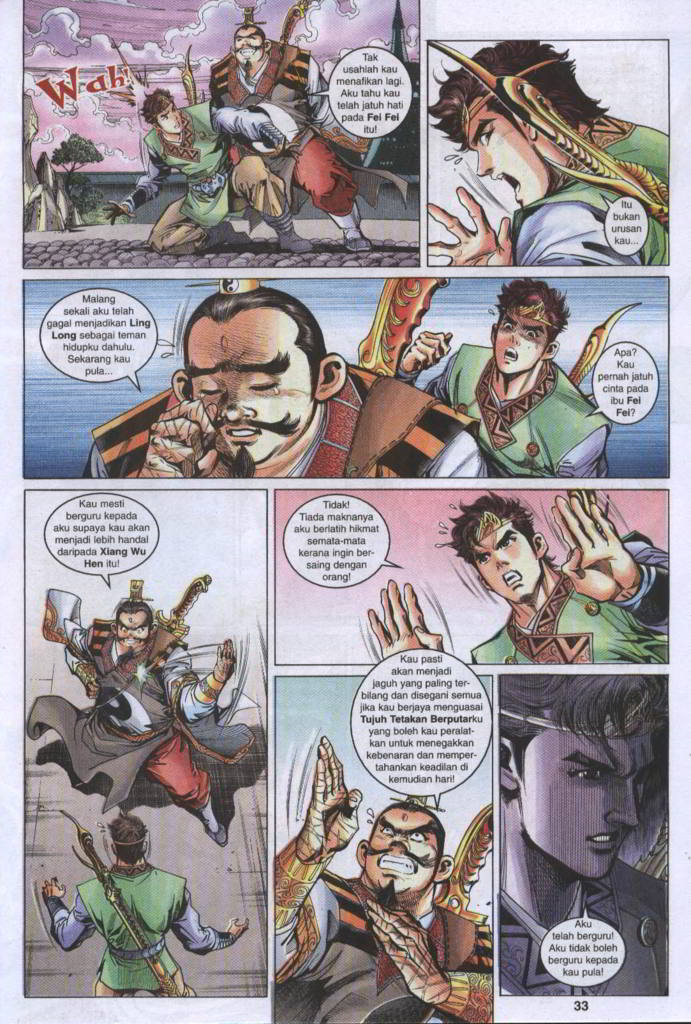 Wah!
Tak
usahlah kau
menafikan lagi.
Aku tahu kau
telah jatuh hati
pada Fei Fei
itu!
Itu
bukan
urusan
kau...
Malang
sekali aku telah
gagal menjadikan Ling
Long sebagai teman
hidupku dahulu.
Sekarang kau
pula...
Apa?
Kau
pernah jatuh
cinta pada
ibu Fei
Fei?
Kau mesti
berguru kepada
aku supaya kau akan
menjadi lebih handal
daripada Xiang Wu
Hen itu!
Tidak!
Tiada maknanya
aku berlatih hikmat
semata-mata
kerana ingin ber-
saing dengan
orang!
Kau pasti
akan menjadi
jaguh yang paling ter-
bilang dan disegani semua
jika kau berjaya menguasai
Tujuh Tetakan Berputarku
yang boleh kau peralat-
kan untuk menegakkan
kebenaran dan memper-
tahankan keadilan di
kemudian hari!
Aku
telah berguru!
Aku tidak boleh
berguru kepada
kau pula!
33